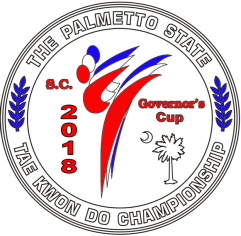 THE PALMETTO STATE
S.C.
2018
Governor's
Cup
TAE KWON DO CHAMPIONSHIP